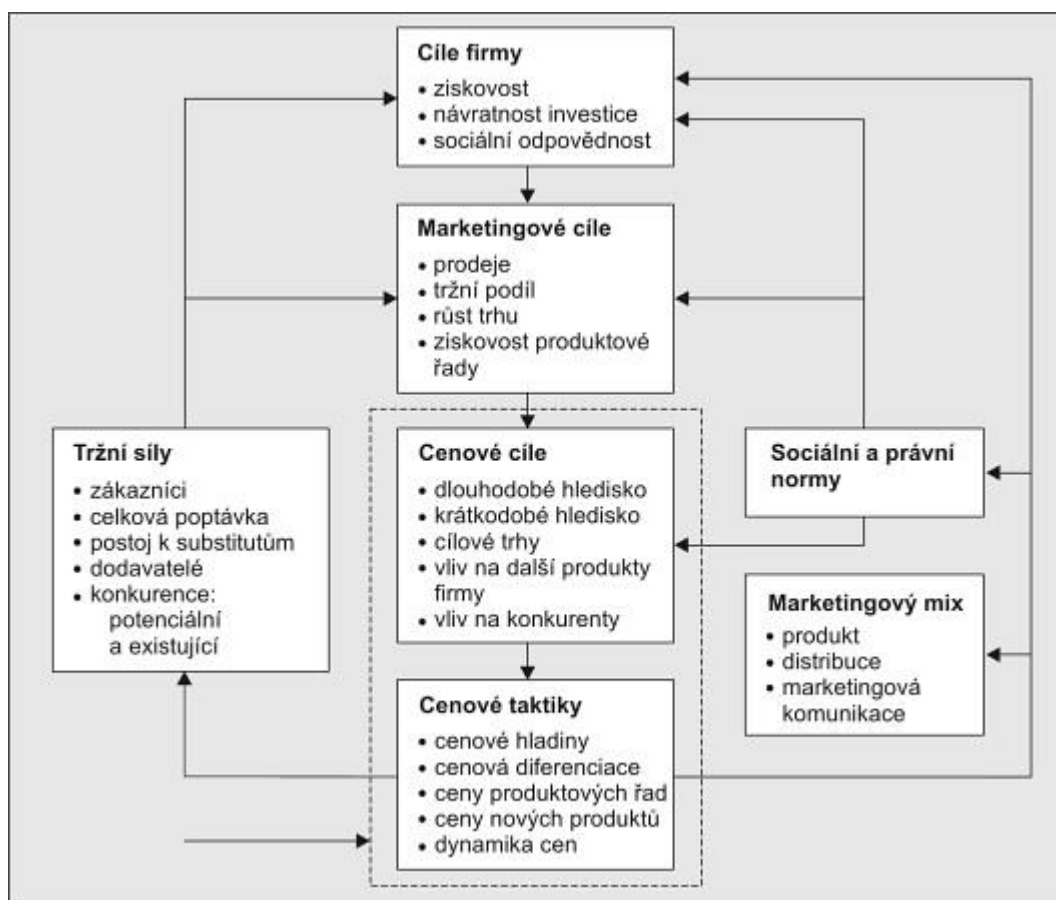 Cíle firmy
• ziskovost
• návratnost investice
• sociální odpovědnost
Marketingové cíle
• prodeje
• tržní podíl
• růst trhu
• ziskovost produktové
řady
Tržní síly
• zákazníci
• celková poptávka
• postoj k substitutům
• dodavatelé
• konkurence:
potenciální
a existující
Cenové cíle
• dlouhodobé hledisko
• krátkodobé hledisko
• cílové trhy
• vliv na další produkty
firmy
• vliv na konkurenty
Sociální a právní
normy
Marketingový mix
• produkt
• distribuce
• marketingová
komunikace
Cenové taktiky
• cenové hladiny
• cenová diferenciace
• ceny produktových řad
• ceny nových produktů
• dynamika cen